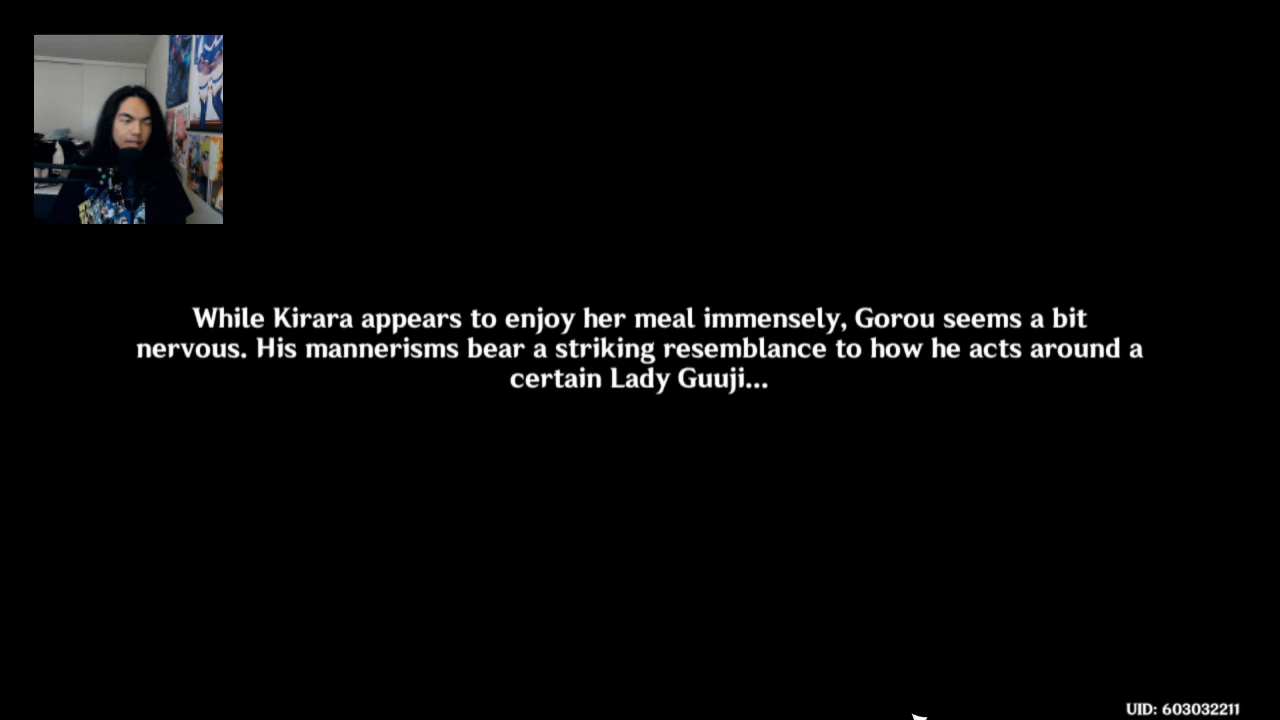 While Kirara appears to enjoy her meal immensely, Gorou seems a bit
nervous. His mannerisms bear a striking resemblance to how he acts around a
certain Lady Guuji...
UID: 603032211